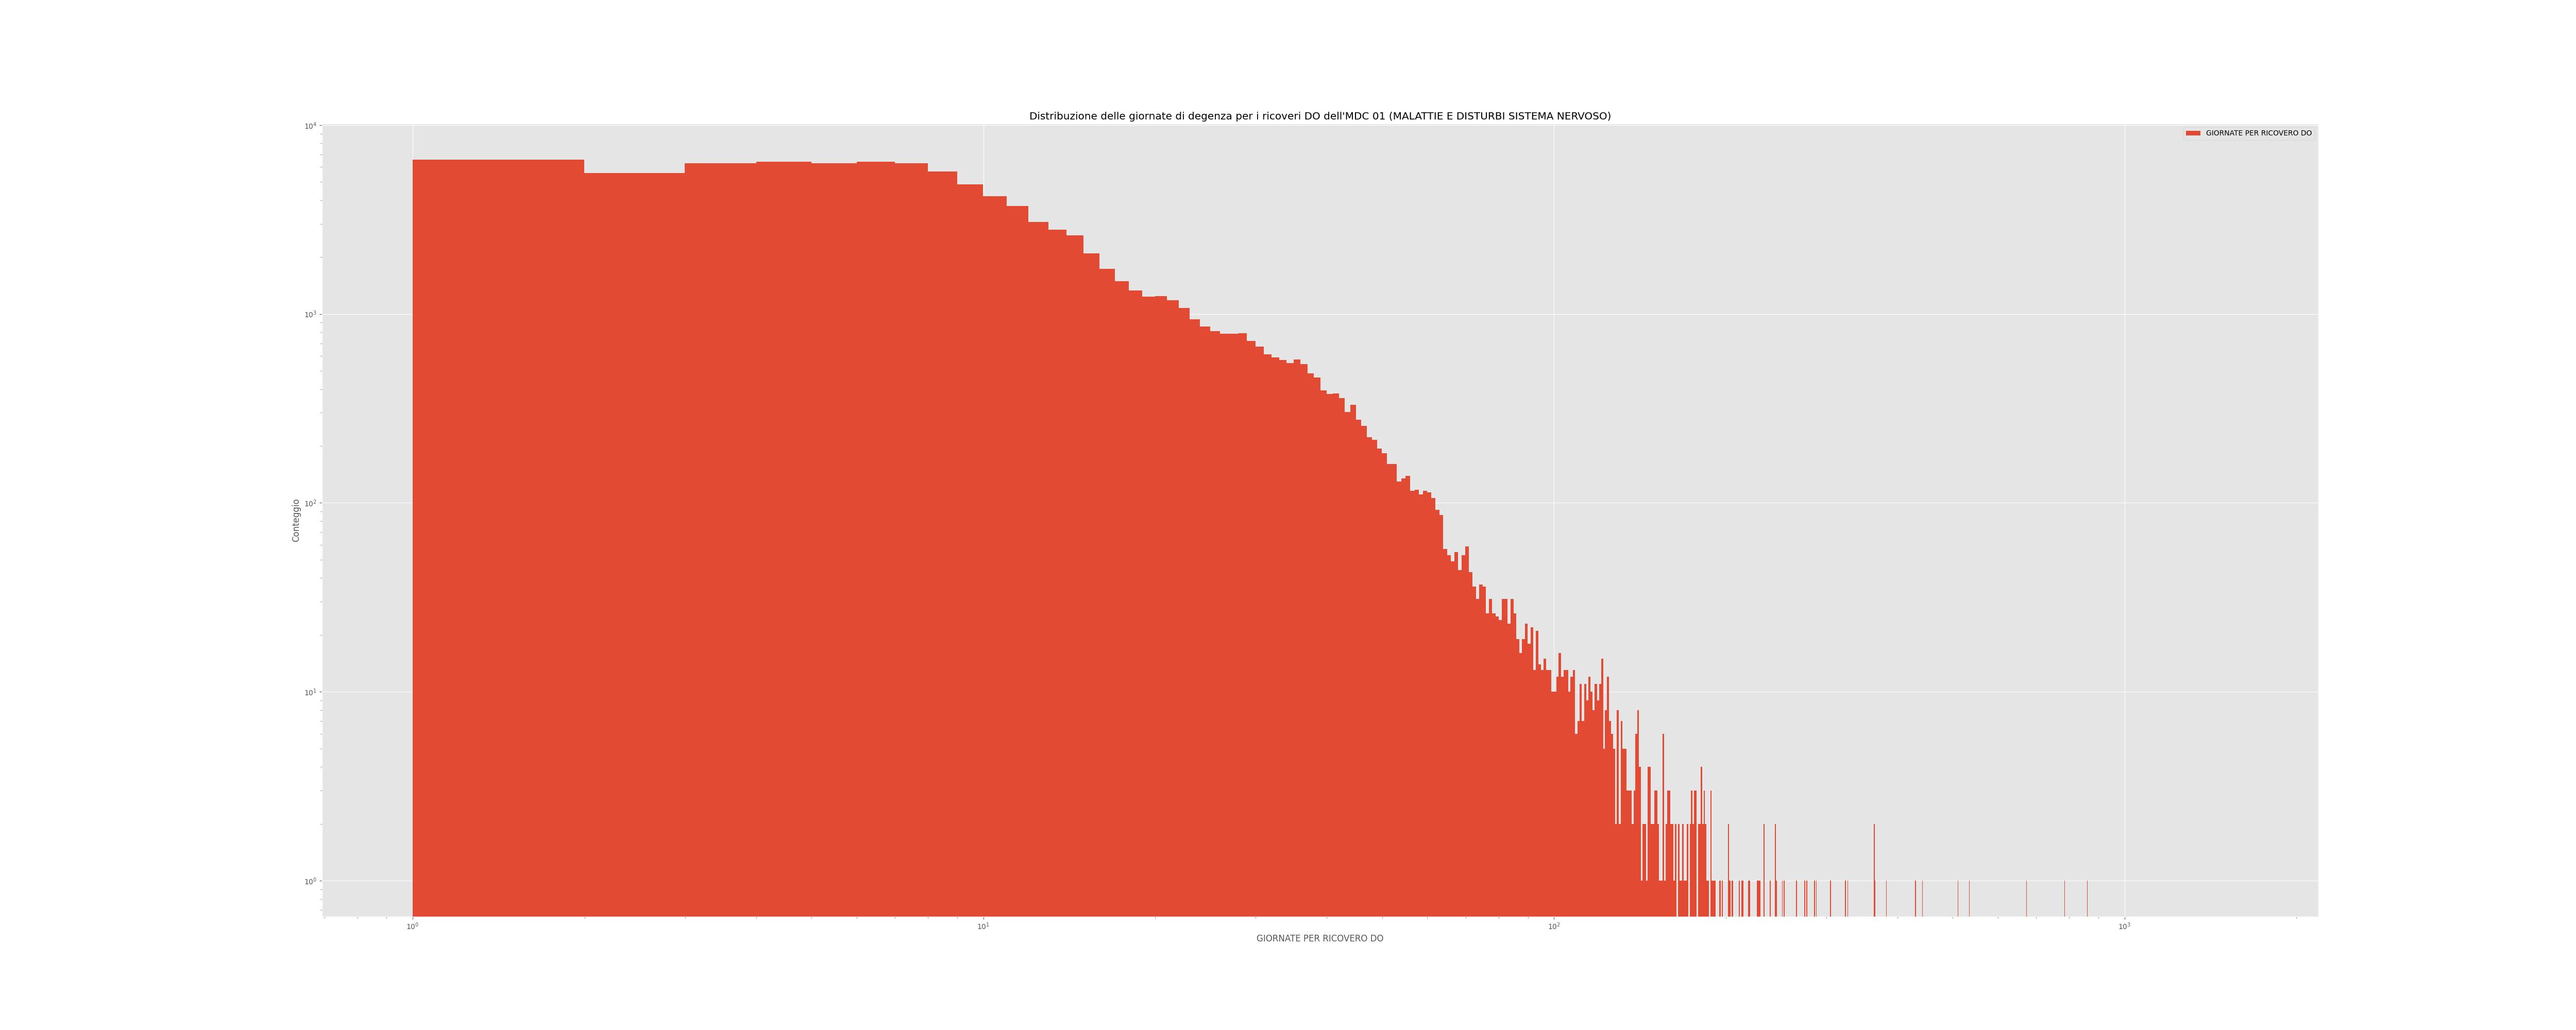 Distribuzione delle giornate di degenza per i ricoveri DO dell'MDC 01 (MALATTIE E DISTURBI SISTEMA NERVOSO)
GIORNATE PER RICOVERO DO
10⁴
10³
10²
10¹
10⁰
Conteggio
10⁰ 10¹ 10² 10³
GIORNATE PER RICOVERO DO